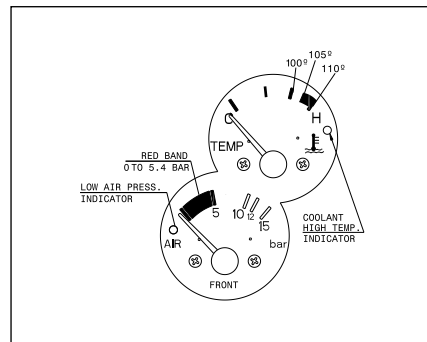 105º
100º
110º
C
H
TEMP
RED BAND
0 TO 5.4 BAR
LOW AIR PRESS.
INDICATOR
5
10
12
15
COOLANT
HIGH TEMP.
INDICATOR
AIR
bar
FRONT